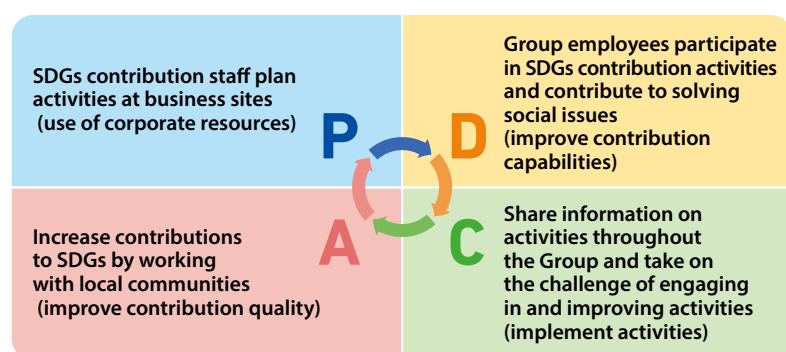 SDGs contribution staff plan
activities at business sites
(use of corporate resources)
P
Group employees participate
in SDGs contribution activities
and contribute to solving
social issues
(improve contribution
capabilities)
D
Increase contributions
to SDGs by working
with local communities
(improve contribution quality)
A
Share information on
activities throughout
the Group and take on
the challenge of engaging
in and improving activities
(implement activities)
C